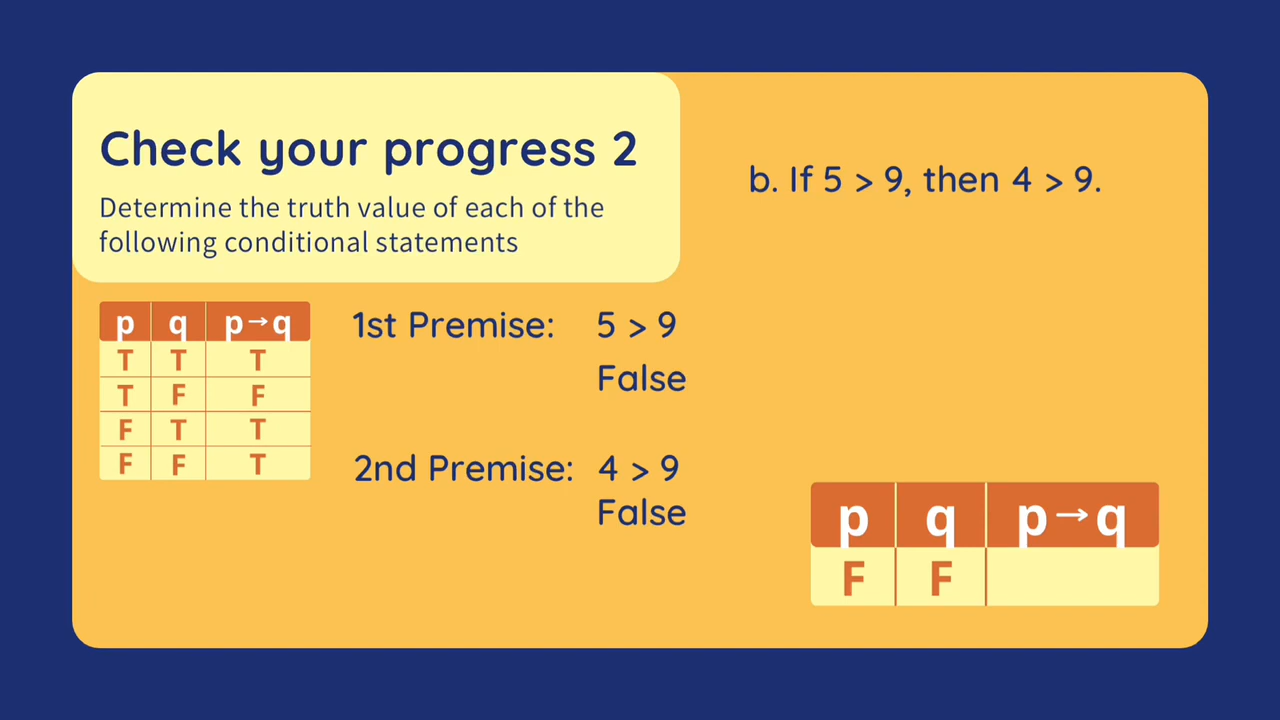 Check your progress 2
Determine the truth value of each of the
following conditional statements
b. If 5 > 9, then 4 > 9.
p q p→q
T T T
T F F
F T T
F F T
1st Premise: 5 > 9
False
2nd Premise: 4 > 9
False
p q p→q
F F